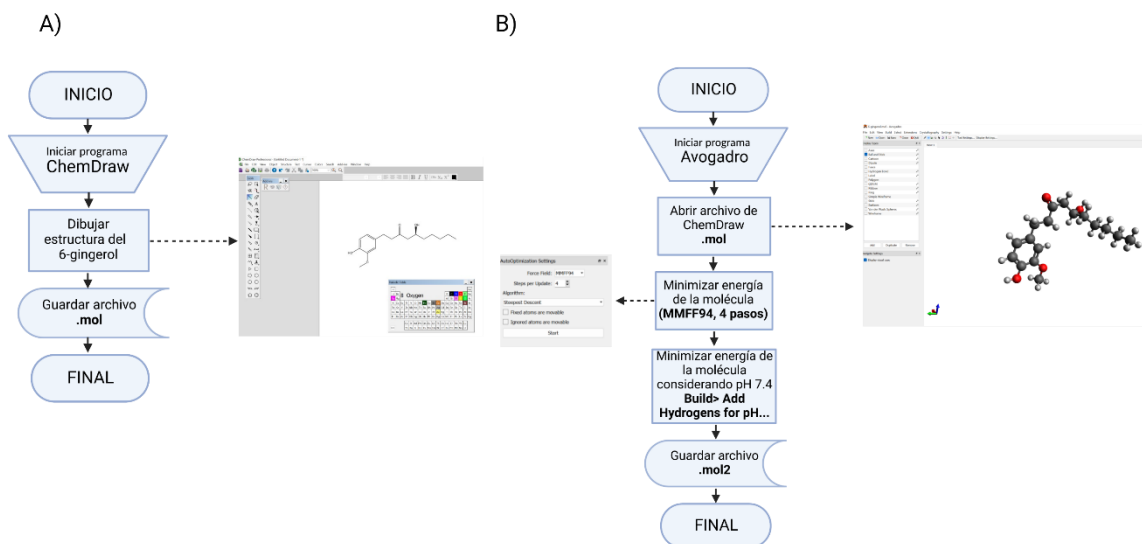 A)
INICIO
Iniciar programa
ChemDraw
Dibujar
estructura del
6-gingerol
Guardar archivo
.mol
FINAL
B)
INICIO
Iniciar programa
Avogadro
Abrir archivo de
ChemDraw
.mol
Minimizar energía
de la molécula
(MMFF94, 4 pasos)
Minimizar energía de
la molécula
considerando pH 7.4
Build> Add
Hydrogens for pH...
Guardar archivo
.mol2
FINAL
AutoOptimization Settings
Force Field: MMFF94
Steps per Update: 4
Algorithm:
Steepest Descent
Fixed atoms are movable
Ignored atoms are movable
Start
Oxygen